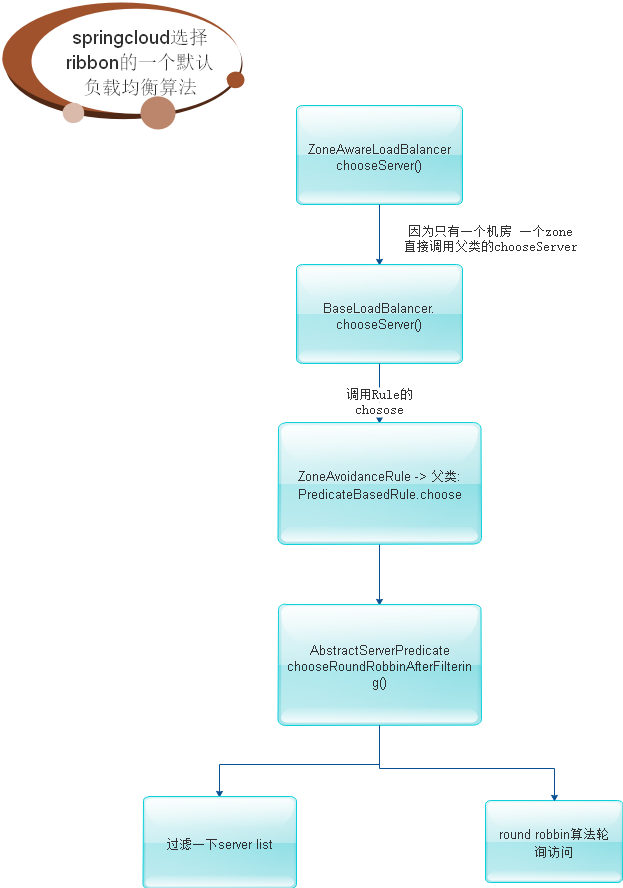 springcloud选择
ribbon的一个默认
负载均衡算法
ZoneAwareLoadBalancer
chooseServer()
因为只有一个机房 一个zone
直接调用父类的chooseServer
BaseLoadBalancer.
chooseServer()
调用Rule的
chosose
ZoneAvoidanceRule -> 父类:
PredicateBasedRule.choose
AbstractServerPredicate
chooseRoundRobbinAfterFilterin
g()
过滤一下server list
round robbin算法轮
询访问